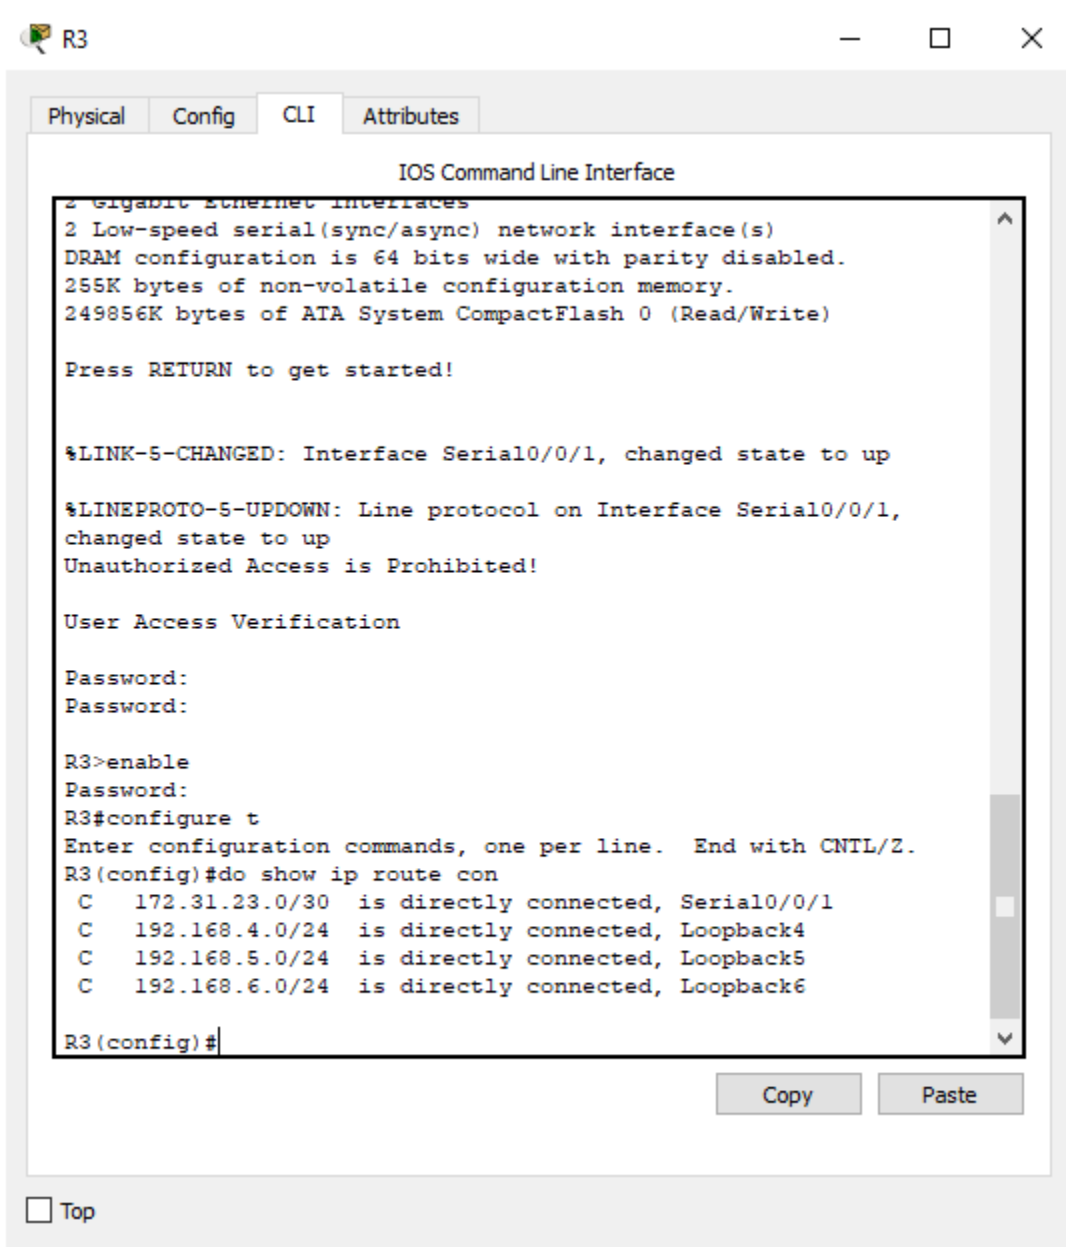 R3
Physical Config CLI Attributes
IOS Command Line Interface
2 Gigabit Ethernet interfaces
2 Low-speed serial(sync/async) network interface(s)
DRAM configuration is 64 bits wide with parity disabled.
255K bytes of non-volatile configuration memory.
249856K bytes of ATA System CompactFlash 0 (Read/Write)
Press RETURN to get started!
%LINK-5-CHANGED: Interface Serial0/0/1, changed state to up
%LINEPROTO-5-UPDOWN: Line protocol on Interface Serial0/0/1,
changed state to up
Unauthorized Access is Prohibited!
User Access Verification
Password:
Password:
R3>enable
Password:
R3#configure t
Enter configuration commands, one per line.  End with CNTL/Z.
R3(config)#do show ip route con
 C   172.31.23.0/30  is directly connected, Serial0/0/1
 C   192.168.4.0/24  is directly connected, Loopback4
 C   192.168.5.0/24  is directly connected, Loopback5
 C   192.168.6.0/24  is directly connected, Loopback6
R3(config)#
Copy Paste
Top